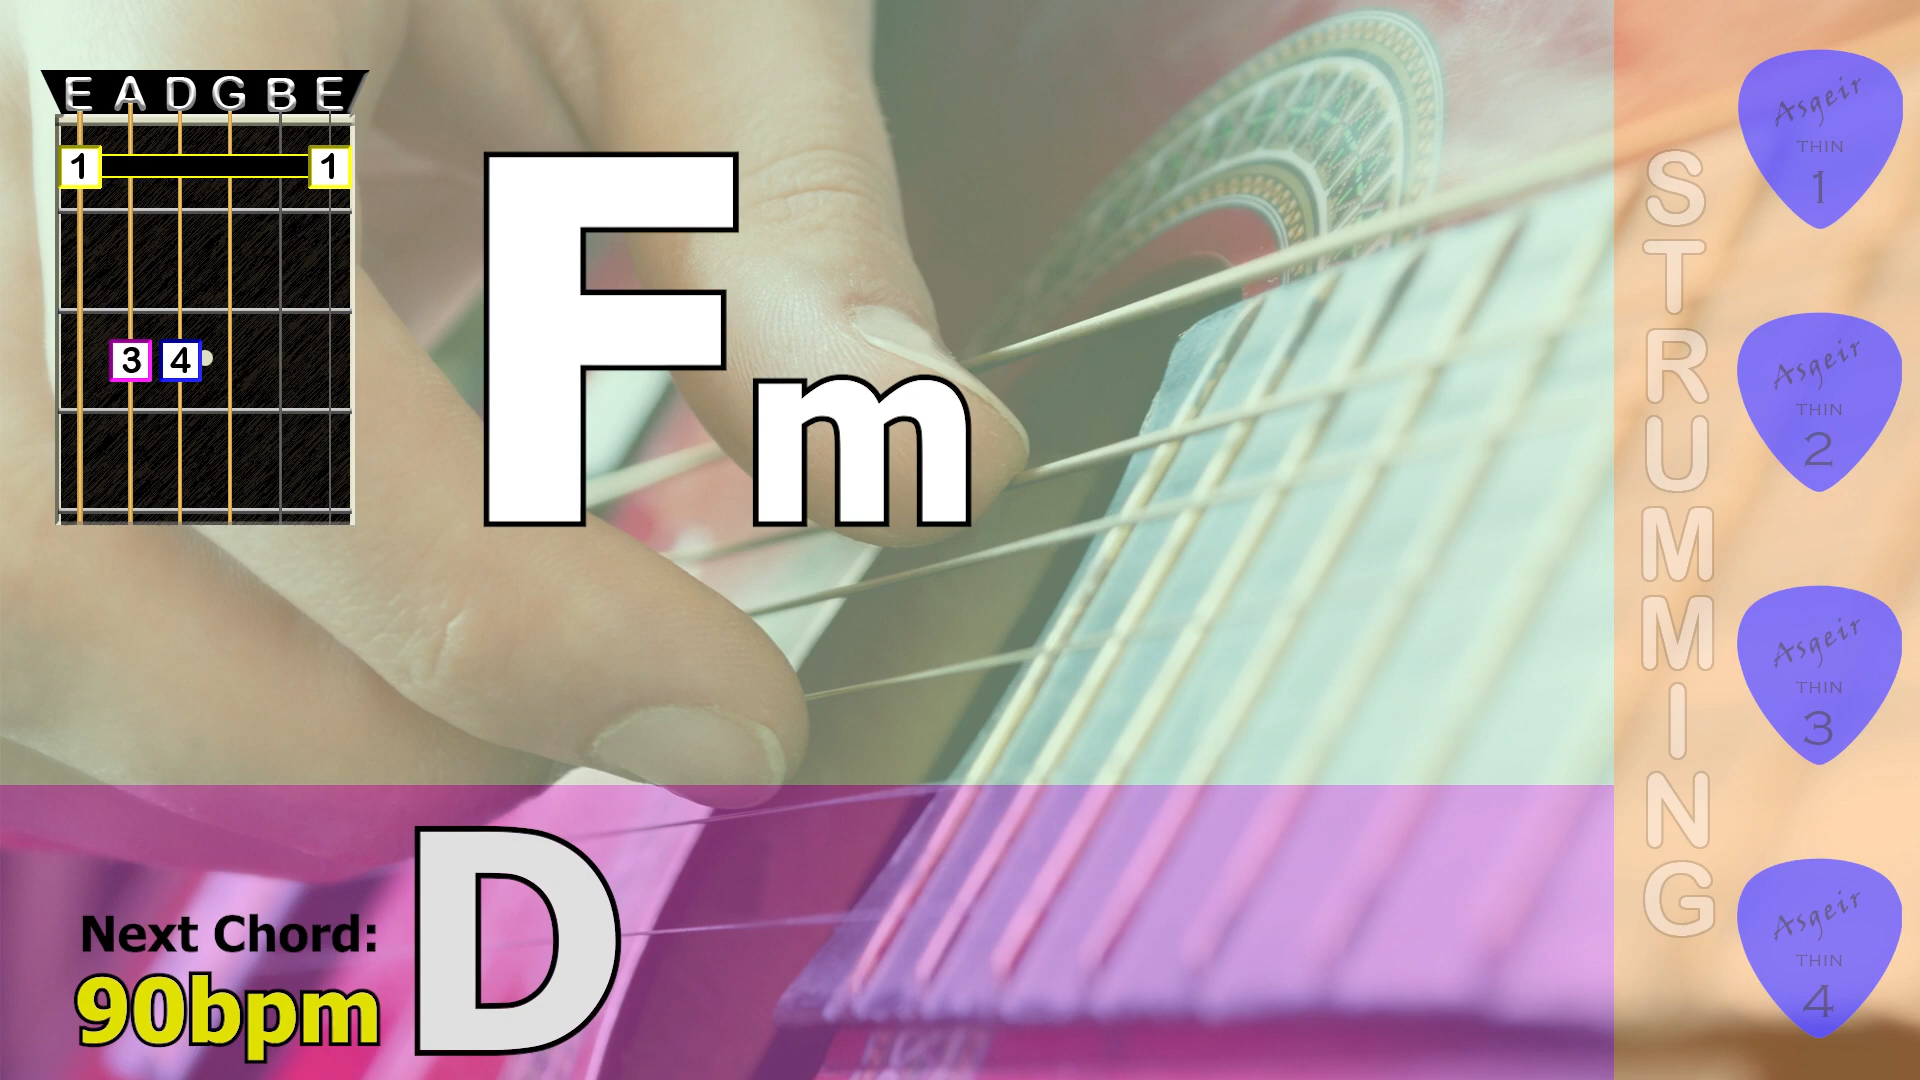 E A D G B E
1 1
3 4
Fm
Next Chord:
90bpm
D
STRUMMING
Asgeir
THIN
1
Asgeir
THIN
2
Asgeir
THIN
3
Asgeir
THIN
4